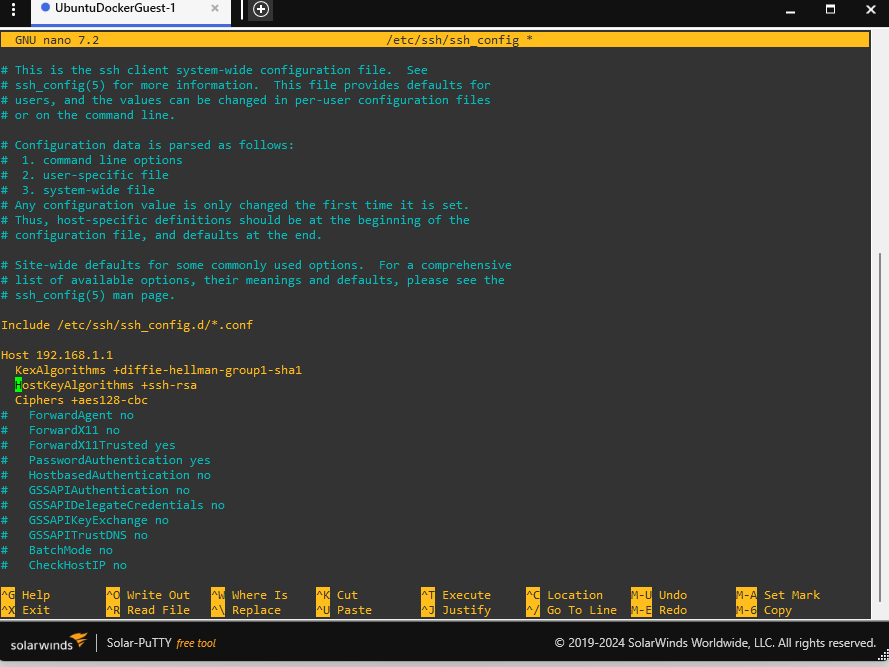 UbuntuDockerGuest-1
GNU nano 7.2 /etc/ssh/ssh_config *
# This is the ssh client system-wide configuration file.  See
# ssh_config(5) for more information.  This file provides defaults for
# users, and the values can be changed in per-user configuration files
# or on the command line.
# Configuration data is parsed as follows:
#  1. command line options
#  2. user-specific file
#  3. system-wide file
# Any configuration value is only changed the first time it is set.
# Thus, host-specific definitions should be at the beginning of the
# configuration file, and defaults at the end.
# Site-wide defaults for some commonly used options.  For a comprehensive
# list of available options, their meanings and defaults, please see the
# ssh_config(5) man page.
Include /etc/ssh/ssh_config.d/*.conf
Host 192.168.1.1
  KexAlgorithms +diffie-hellman-group1-sha1
  HostKeyAlgorithms +ssh-rsa
  Ciphers +aes128-cbc
#   ForwardAgent no
#   ForwardX11 no
#   ForwardX11Trusted yes
#   PasswordAuthentication yes
#   HostbasedAuthentication no
#   GSSAPIAuthentication no
#   GSSAPIDelegateCredentials no
#   GSSAPIKeyExchange no
#   GSSAPITrustDNS no
#   BatchMode no
#   CheckHostIP no
^G Help ^O Write Out ^W Where Is ^K Cut ^T Execute ^C Location M-U Undo M-A Set Mark
^X Exit ^R Read File ^\ Replace ^U Paste ^J Justify ^/ Go To Line M-E Redo M-6 Copy
solarwinds Solar-PuTTY free tool © 2019-2024 SolarWinds Worldwide, LLC. All rights reserved.